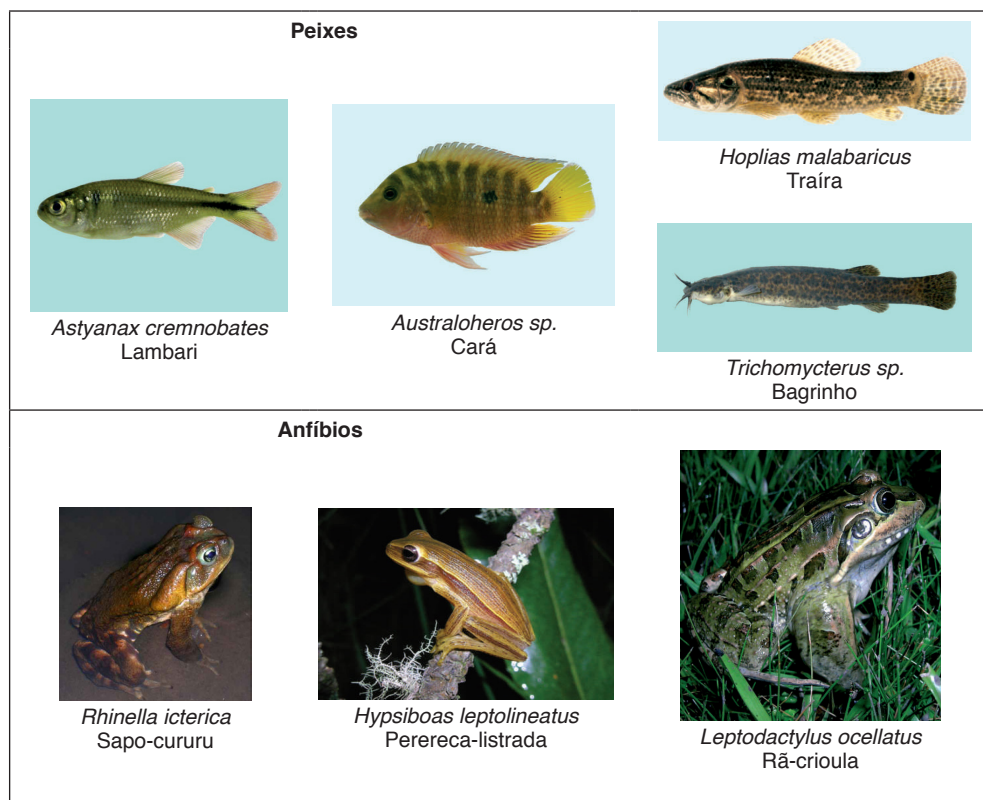 Peixes
Astyanax cremnobates
Lambari
Australoheros sp.
Cará
Hoplias malabaricus
Traíra
Trichomycterus sp.
Bagrinho
Anfíbios
Rhinella icterica
Sapo-cururu
Hypsiboas leptolineatus
Perereca-listrada
Leptodactylus ocellatus
Rã-crioula